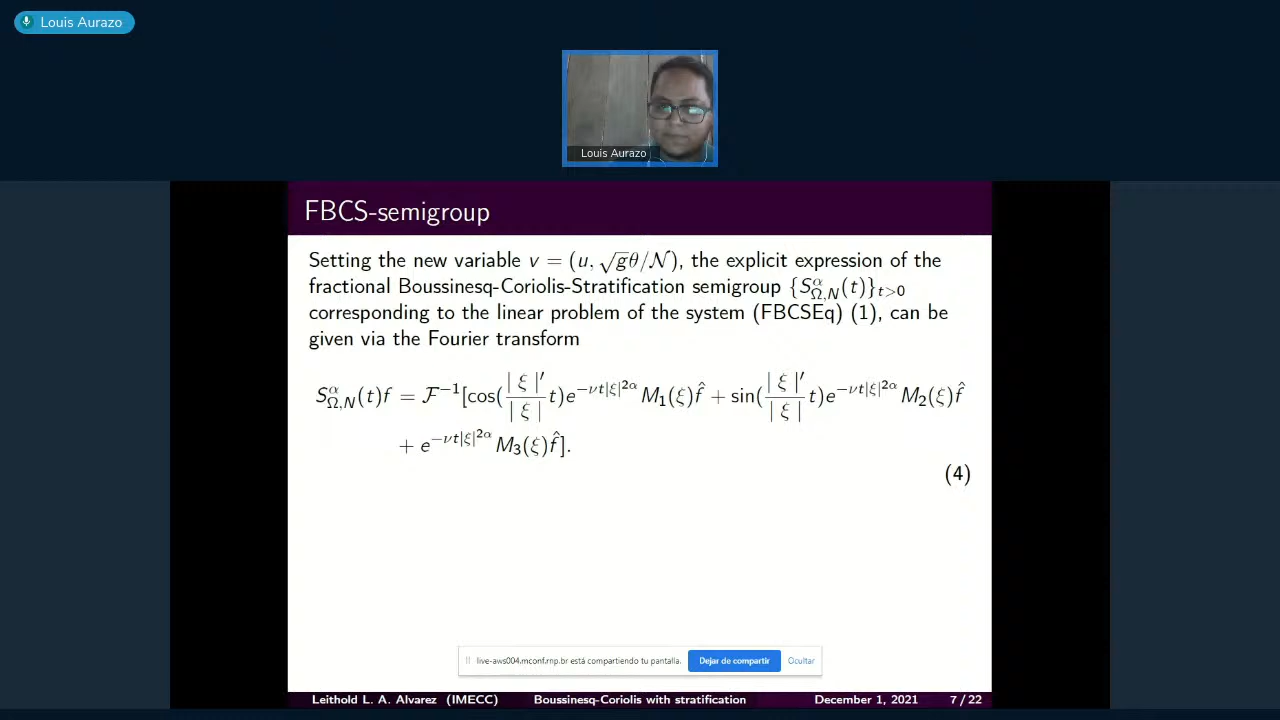 Louis Aurazo
Louis Aurazo
FBCS-semigroup
Setting the new variable v = (u, √gθ/𝒩), the explicit expression of the
fractional Boussinesq-Coriolis-Stratification semigroup {S^α_{Ω,N}(t)}_{t>0}
corresponding to the linear problem of the system (FBCSEq) (1), can be
given via the Fourier transform
S^α_{Ω,N}(t)f = ℱ^{-1}[cos(|ξ|′/|ξ| t)e^{-νt|ξ|^{2α}} M₁(ξ)f̂ + sin(|ξ|′/|ξ| t)e^{-νt|ξ|^{2α}} M₂(ξ)f̂
+ e^{-νt|ξ|^{2α}} M₃(ξ)f̂].
(4)
live-aws004.mconf.rnp.br está compartiendo tu pantalla. Dejar de compartir Ocultar
Leithold L. A. Alvarez (IMECC) Boussinesq-Coriolis with stratification December 1, 2021 7 / 22